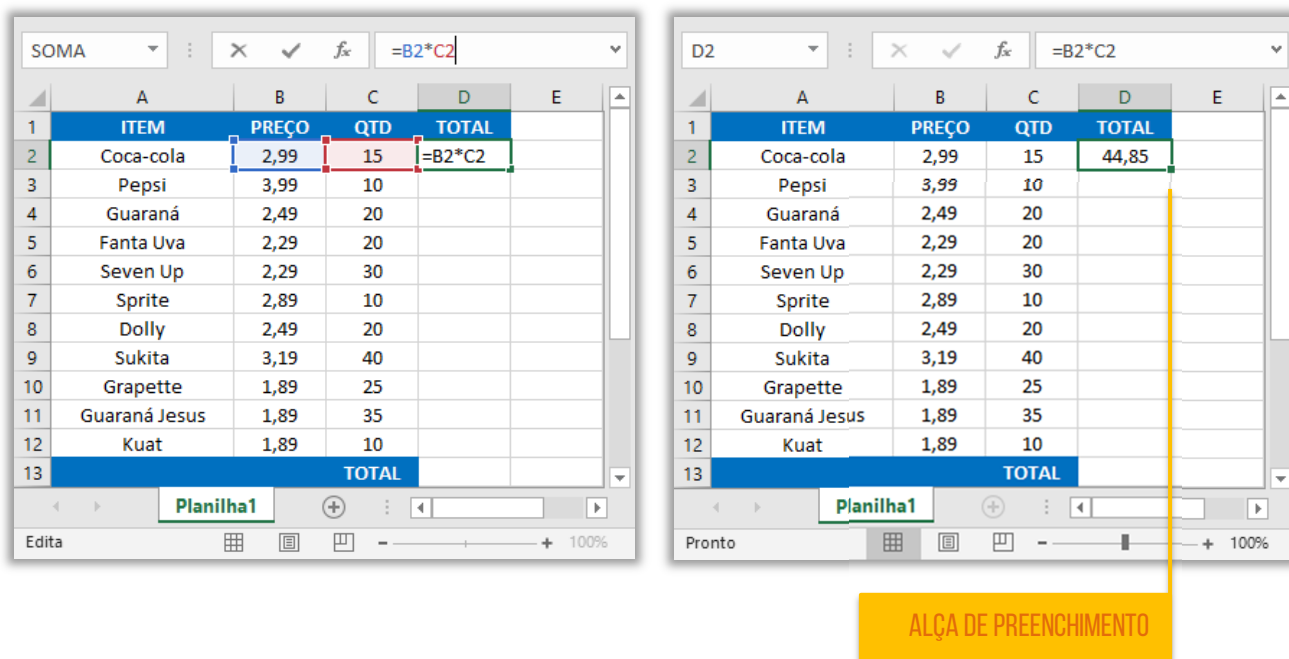 SOMA =B2*C2
A B C D E
1 ITEM PREÇO QTD TOTAL
2 Coca-cola 2,99 15 =B2*C2
3 Pepsi 3,99 10
4 Guaraná 2,49 20
5 Fanta Uva 2,29 20
6 Seven Up 2,29 30
7 Sprite 2,89 10
8 Dolly 2,49 20
9 Sukita 3,19 40
10 Grapette 1,89 25
11 Guaraná Jesus 1,89 35
12 Kuat 1,89 10
13 TOTAL
Planilha1
Edita 100%
D2 fx =B2*C2
A B C D E
1 ITEM PREÇO QTD TOTAL
2 Coca-cola 2,99 15 44,85
3 Pepsi 3,99 10
4 Guaraná 2,49 20
5 Fanta Uva 2,29 20
6 Seven Up 2,29 30
7 Sprite 2,89 10
8 Dolly 2,49 20
9 Sukita 3,19 40
10 Grapette 1,89 25
11 Guaraná Jesus 1,89 35
12 Kuat 1,89 10
13 TOTAL
Planilha1
Pronto 100%
ALÇA DE PREENCHIMENTO